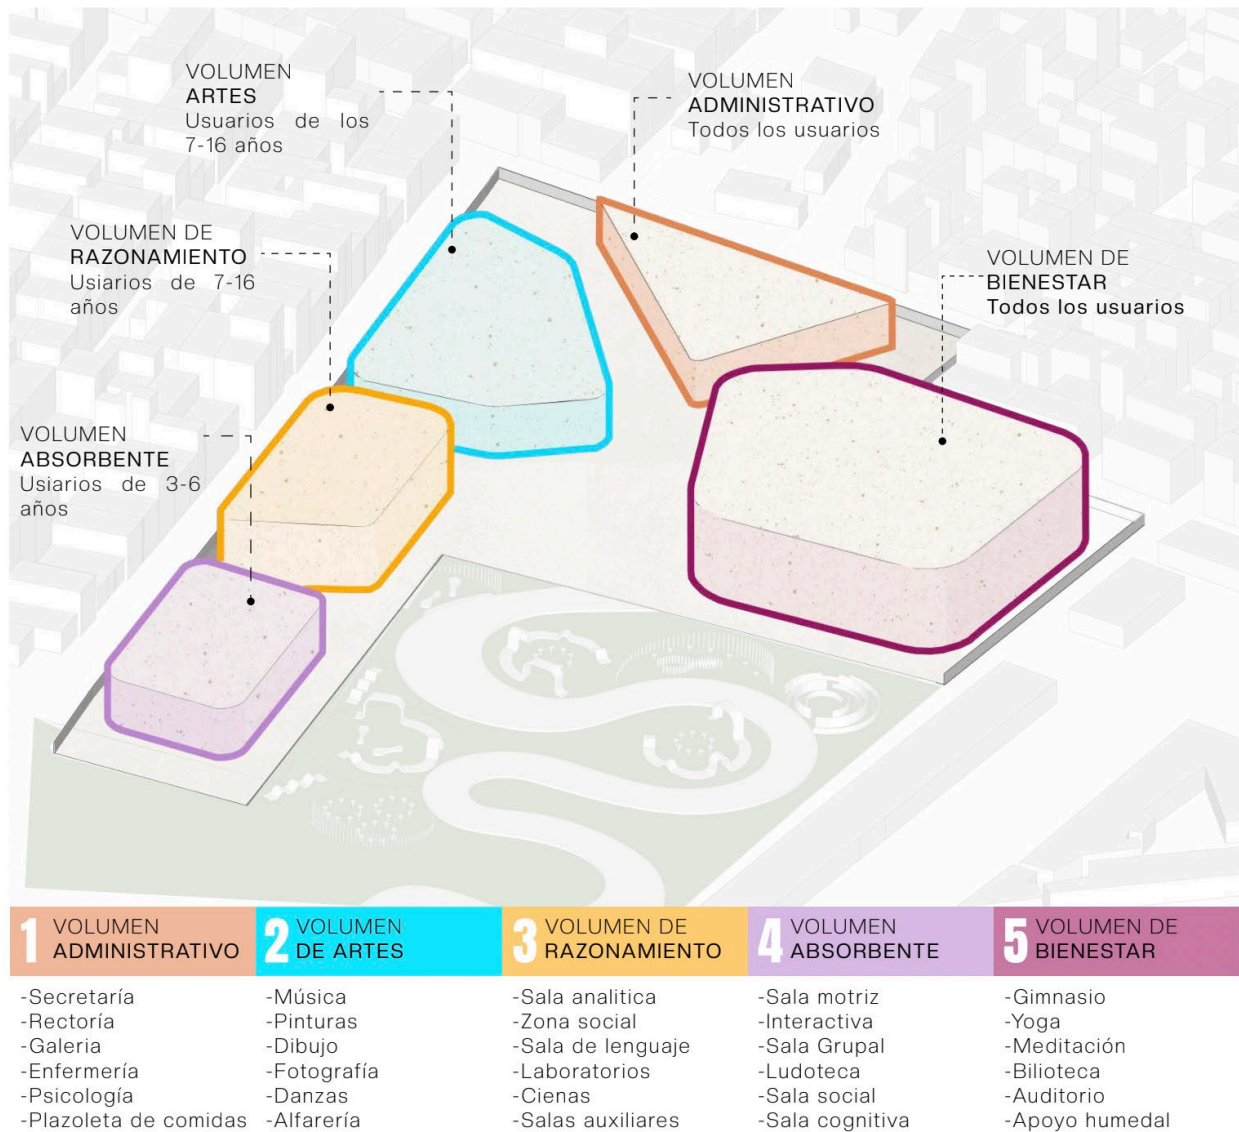 VOLUMEN
ARTES
Usuarios de los
7-16 años
VOLUMEN
ADMINISTRATIVO
Todos los usuarios
VOLUMEN DE
RAZONAMIENTO
Usiarios de 7-16
años
VOLUMEN DE
BIENESTAR
Todos los usuarios
VOLUMEN
ABSORBENTE
Usiarios de 3-6
años
1 VOLUMEN
ADMINISTRATIVO
-Secretaría
-Rectoría
-Galeria
-Enfermería
-Psicología
-Plazoleta de comidas
2 VOLUMEN
DE ARTES
-Música
-Pinturas
-Dibujo
-Fotografía
-Danzas
-Alfarería
3 VOLUMEN DE
RAZONAMIENTO
-Sala analitica
-Zona social
-Sala de lenguaje
-Laboratorios
-Cienas
-Salas auxiliares
4 VOLUMEN
ABSORBENTE
-Sala motriz
-Interactiva
-Sala Grupal
-Ludoteca
-Sala social
-Sala cognitiva
5 VOLUMEN DE
BIENESTAR
-Gimnasio
-Yoga
-Meditación
-Bilioteca
-Auditorio
-Apoyo humedal